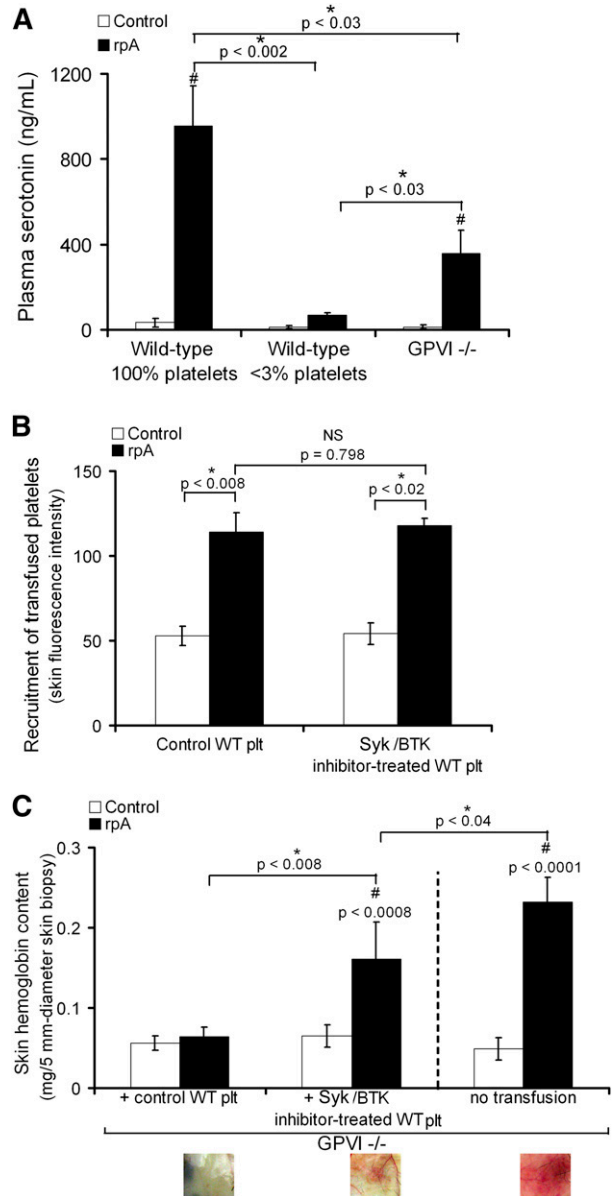 A
Control
rpA
*
p < 0.03
*
p < 0.002
#
*
p < 0.03
#
Plasma serotonin (ng/mL)
1200
800
400
0
Wild-type
100% platelets
Wild-type
<3% platelets
GPVI -/-
B
Control
rpA
NS
p = 0.798
*
p < 0.008
*
p < 0.02
Recruitment of transfused platelets
(skin fluorescence intensity)
150
100
50
0
Control WT plt
Syk /BTK
inhibitor-treated WT plt
C
Control
rpA
*
p < 0.04
*
p < 0.008
#
p < 0.0008
#
p < 0.0001
Skin hemoglobin content
(mg/5 mm-diameter skin biopsy)
0.3
0.2
0.1
0
+ control WT plt
+ Syk /BTK
inhibitor-treated WT plt
no transfusion
GPVI -/-